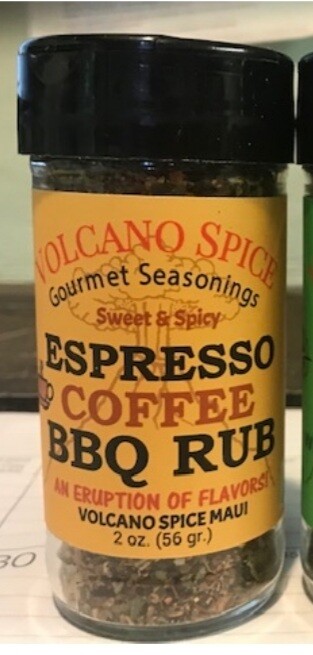 VOLCANO SPICE
Gourmet Seasonings
Sweet & Spicy
ESPRESSO
COFFEE
BBQ RUB
AN ERUPTION OF FLAVORS!
VOLCANO SPICE MAUI
2 oz. (56 gr.)